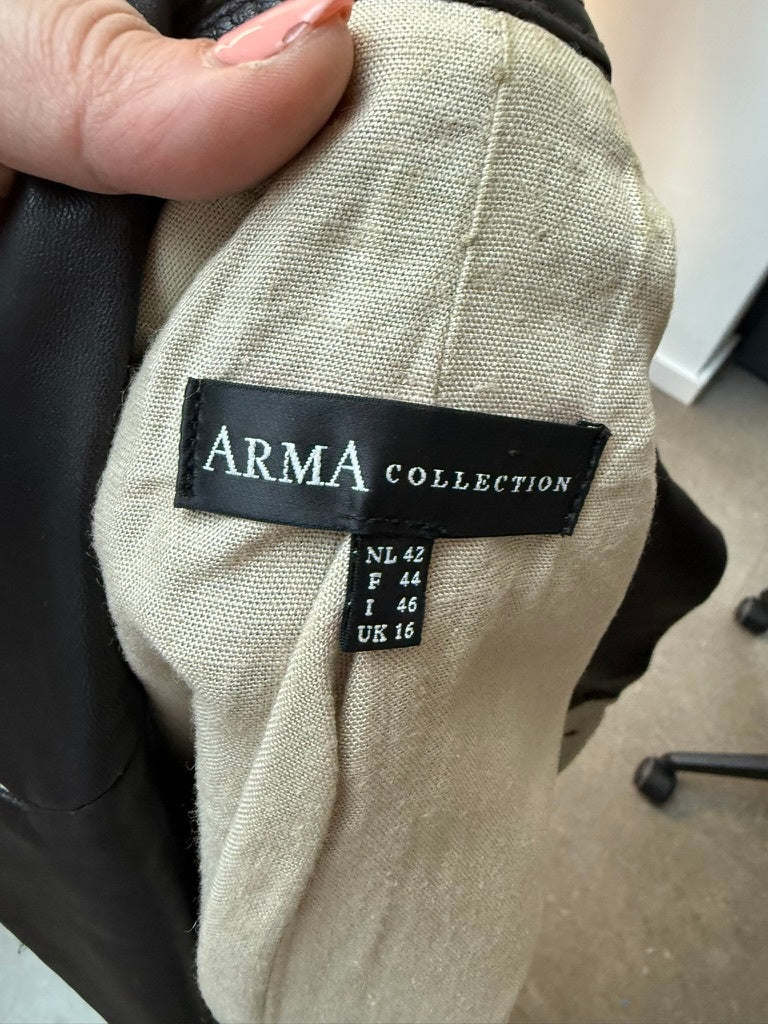 ARMA COLLECTION
NL 42
F 44
I 46
UK 16